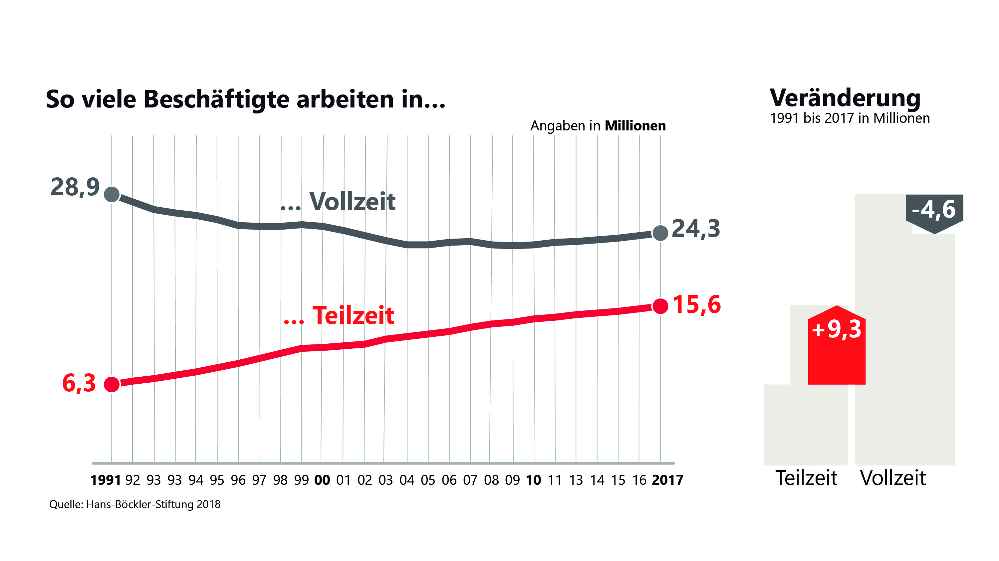 So viele Beschäftigte arbeiten in...
Angaben in Millionen
28,9
... Vollzeit
24,3
... Teilzeit
15,6
6,3
1991 92 93 93 94 95 96 97 98 99 00 01 02 03 04 05 06 07 08 09 10 11 13 14 15 16 2017
Quelle: Hans-Böckler-Stiftung 2018
Veränderung
1991 bis 2017 in Millionen
-4,6
+9,3
Teilzeit Vollzeit